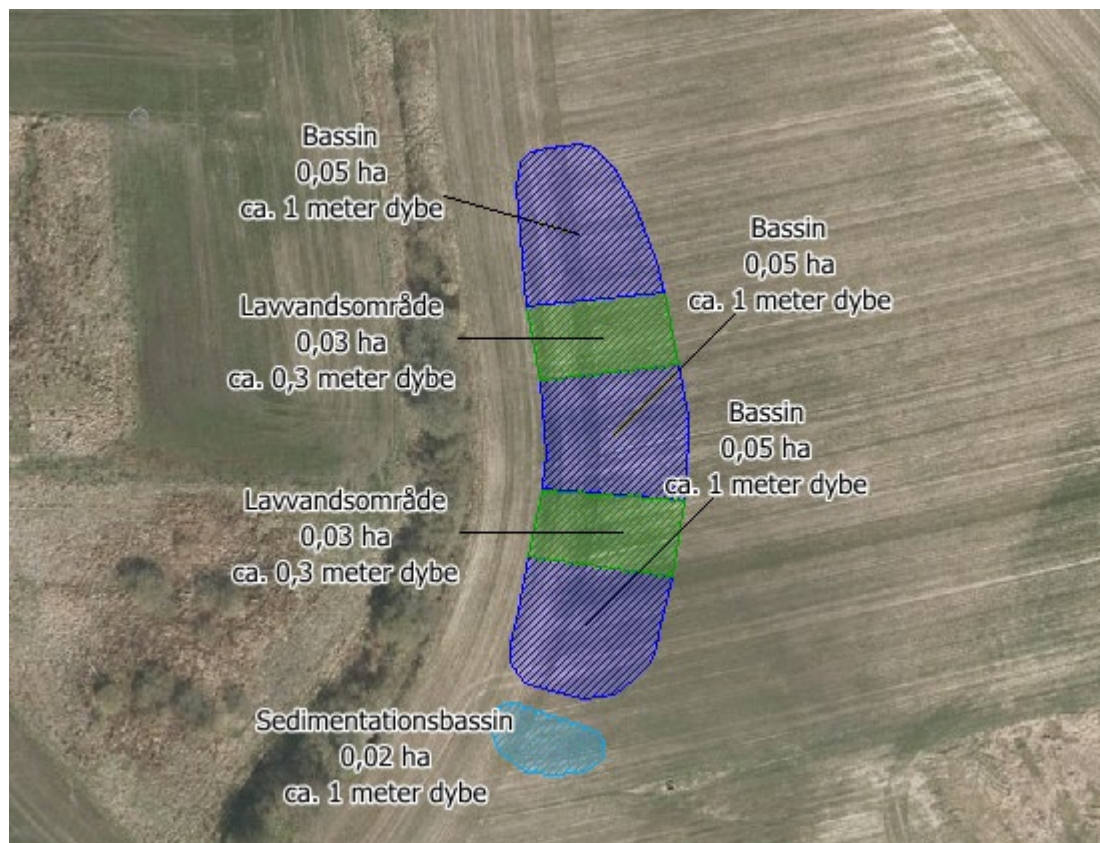 Bassin
0,05 ha
ca. 1 meter dybe
Bassin
0,05 ha
ca. 1 meter dybe
Lavvandsområde
0,03 ha
ca. 0,3 meter dybe
Bassin
0,05 ha
ca. 1 meter dybe
Lavvandsområde
0,03 ha
ca. 0,3 meter dybe
Sedimentationsbassin
0,02 ha
ca. 1 meter dybe